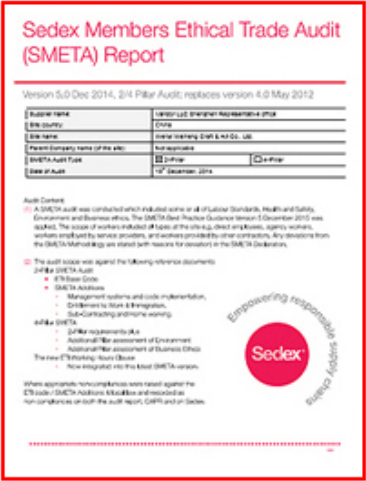 Sedex Members Ethical Trade Audit
(SMETA) Report
Version 5.0 Dec 2014, 2/4 Pillar Audit; replaces version 4.0 May 2012
Supplier name:
Site country: China
Site name:
Parent Company name (of the site): Not applicable
SMETA Audit Type 2-Pillar 4-Pillar
Date of Audit December, 2014
Audit Content:
(1) A SMETA audit was conducted which included some or all of Labour Standards, Health and Safety,
Environment and Business ethics. The SMETA Best Practice Guidance Version 5 December 2015 was
applied. The scope of workers included all types at the site e.g. direct employees, agency workers,
workers employed by service providers, and workers provided by other contractors. Any deviations from
the SMETA Methodology are stated (with reasons for deviation) in the SMETA Declaration.
(2) The audit scope was against the following reference documents
2-Pillar SMETA Audit
ETI Base Code
SMETA Additions
Management systems and code implementation,
Entitlement to Work & Immigration,
Sub-Contracting and home working
4-Pillar SMETA
2-Pillar requirements plus
Additional Pillar assessment of Environment
Additional Pillar assessment of Business Ethics
The new ETI Working Hours Clause
Now integrated into this latest SMETA version.
Where appropriate non compliances were raised against the
ETI code / SMETA Additions & local law and recorded as
non compliances on both the audit report, CAPR and on Sedex.
Empowering responsible supply chains
Sedex